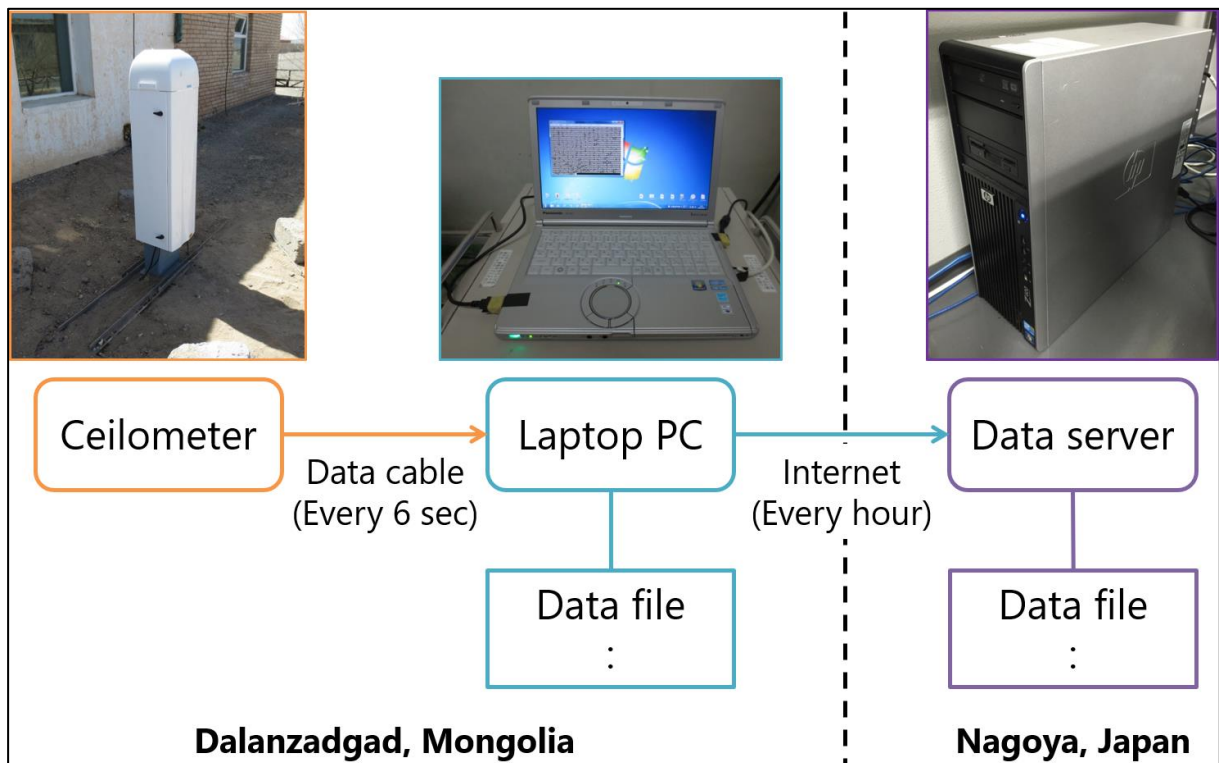 Ceilometer
Data cable
(Every 6 sec)
Laptop PC
Internet
(Every hour)
Data server
Data file
:
Data file
:
Dalanzadgad, Mongolia
Nagoya, Japan
hp